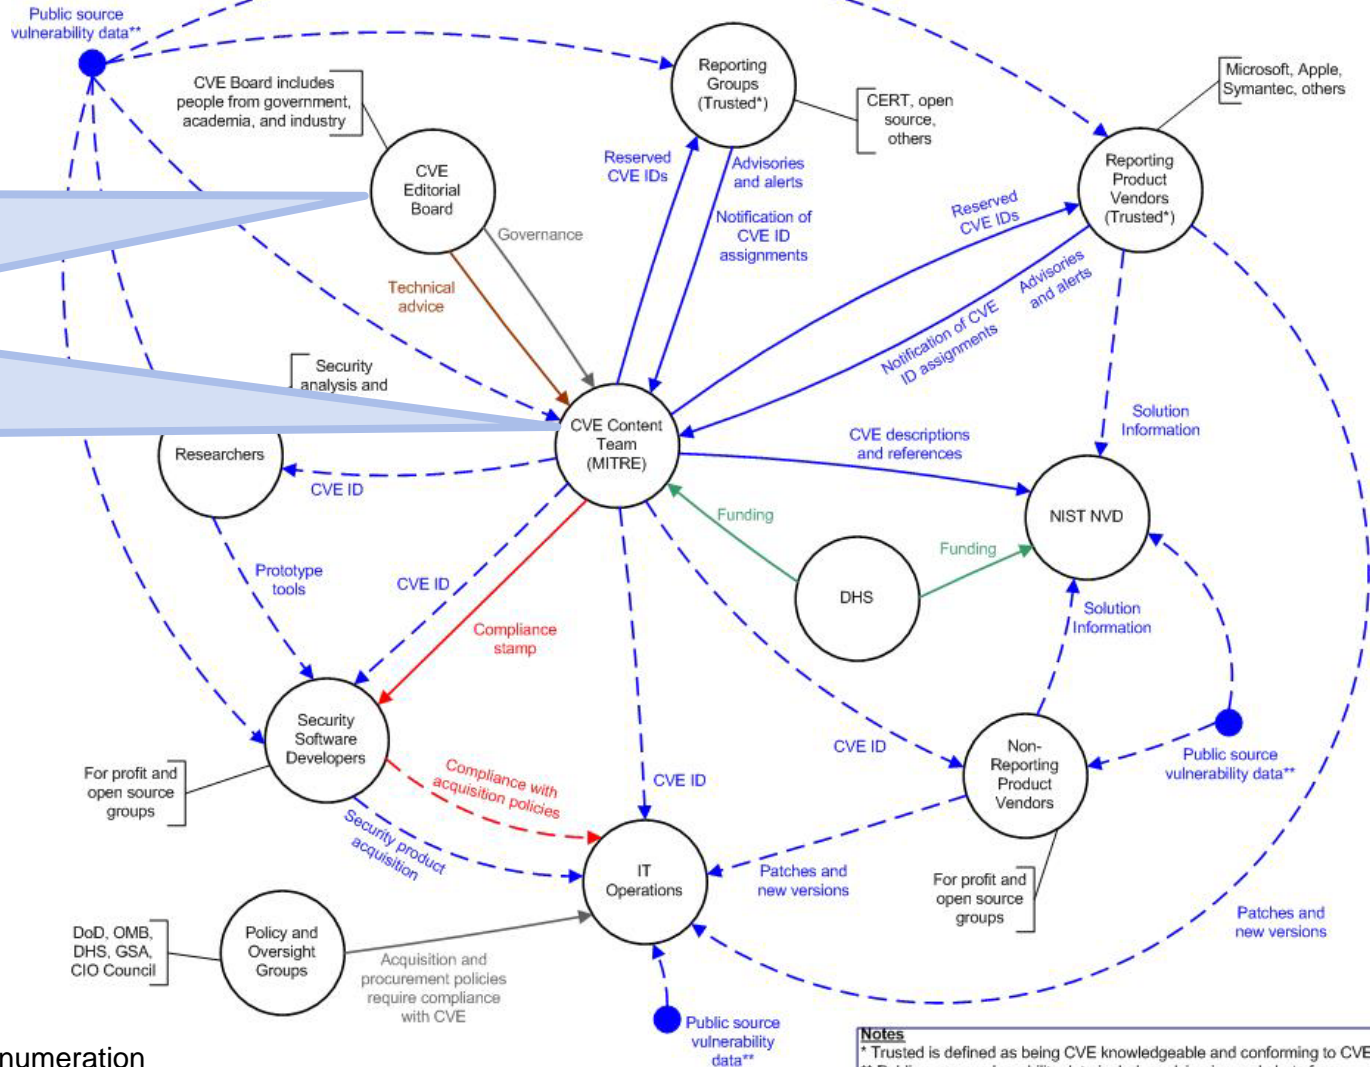 Public source
vulnerability data**
CVE Board includes
people from government,
academia, and industry
CVE
Editorial
Board
Reporting
Groups
(Trusted*)
CERT, open
source,
others
Microsoft, Apple,
Symantec, others
Reporting
Product
Vendors
(Trusted*)
Reserved
CVE IDs
Advisories
and alerts
Notification of
CVE ID
assignments
Governance
Technical
advice
Reserved
CVE IDs
Advisories
and alerts
Notification of CVE
ID assignments
Security
analysis and
Researchers
CVE Content
Team
(MITRE)
CVE ID
CVE descriptions
and references
Solution
Information
NIST NVD
Funding
Funding
DHS
Prototype
tools
CVE ID
Compliance
stamp
Solution
Information
Security
Software
Developers
For profit and
open source
groups
Compliance with
acquisition policies
Security product
acquisition
CVE ID
CVE ID
Non-
Reporting
Product
Vendors
Public source
vulnerability data**
IT
Operations
Patches and
new versions
For profit and
open source
groups
Patches and
new versions
DoD, OMB,
DHS, GSA,
CIO Council
Policy and
Oversight
Groups
Acquisition and
procurement policies
require compliance
with CVE
Public source
vulnerability
data**
numeration
Notes
* Trusted is defined as being CVE knowledgeable and conforming to CVE